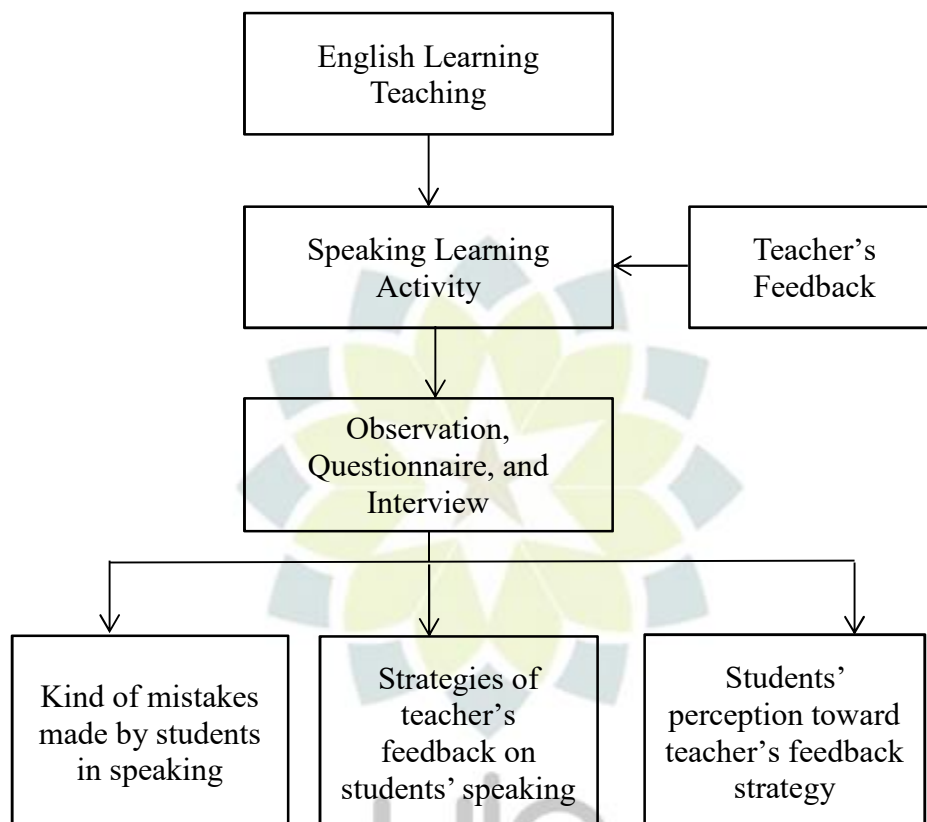 English Learning
Teaching
Speaking Learning
Activity
Teacher’s
Feedback
Observation,
Questionnaire, and
Interview
Kind of mistakes
made by students
in speaking
Strategies of
teacher’s
feedback on
students’ speaking
Students’
perception toward
teacher’s feedback
strategy